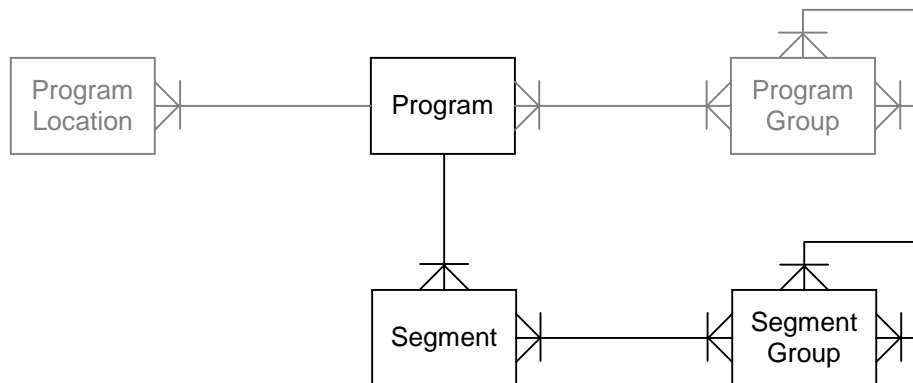 Program
Location
Program
Program
Group
Segment
Segment
Group